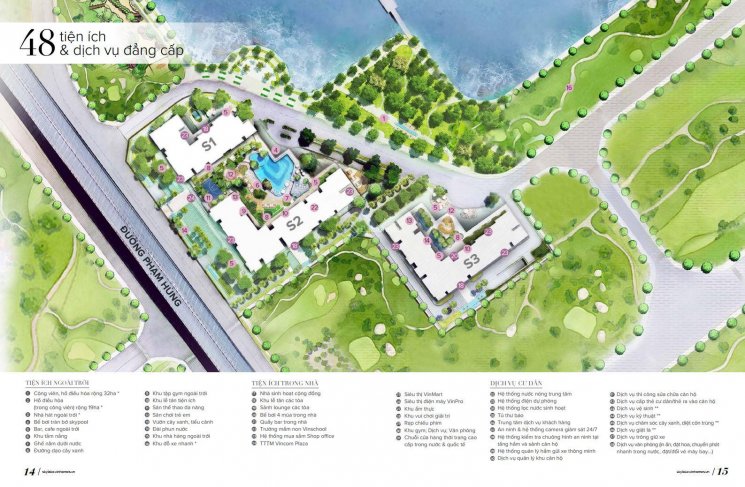 48 tiện ích
& dịch vụ đẳng cấp
ĐƯỜNG PHẠM HÙNG
S1
S2
S3
TIỆN ÍCH NGOÀI TRỜI
Công viên, hồ điều hòa rộng 32ha *
Hồ điều hòa
(trong công viên) rộng 19ha *
Nhà hát ngoài trời *
Bể bơi tràn bờ skypool
Bar, cafe ngoài trời
Khu tắm nắng
Ghế nằm dưới nước
Đường dạo cây xanh
Khu tập gym ngoài trời
Khu lễ tân tiện ích
Sân thể thao đa năng
Sân chơi trẻ em
Vườn cây xanh, tiểu cảnh
Đài phun nước
Khu nhà hàng ngoài trời
Khu đỗ xe nhanh *
TIỆN ÍCH TRONG NHÀ
Nhà sinh hoạt cộng đồng
Khu lễ tân các tòa
Sảnh lounge các tòa
Bể bơi 4 mùa trong nhà
Quầy bar trong nhà
Trường mầm non Vinschool
Hệ thống mua sắm Shop office
TTTM Vincom Place
Siêu thị VinMart
Siêu thị điện máy VinPro
Khu ẩm thực
Khu vui chơi giải trí
Rạp chiếu phim
Khu gym; Dịch vụ; Văn phòng
Chuỗi cửa hàng thời trang cao
cấp trong nước & quốc tế
DỊCH VỤ CƯ DÂN
Hệ thống nước nóng trung tâm
Hệ thống điện dự phòng
Hệ thống lọc nước sinh hoạt
Tủ thư báo
Trung tâm dịch vụ khách hàng
An ninh & hệ thống camera giám sát 24/7
Hệ thống kiểm tra chuông hình an ninh tại
tầng hầm và sảnh căn hộ
Hệ thống quản lý hầm gửi xe thông minh
Dịch vụ quản lý khu căn hộ
Dịch vụ thi công sửa chữa căn hộ
Dịch vụ cấp thẻ cư dân/thẻ ra vào căn hộ
Dịch vụ vệ sinh **
Dịch vụ kỹ thuật **
Dịch vụ chăm sóc cây xanh, diệt côn trùng **
Dịch vụ giặt là **
Dịch vụ trông giữ xe
Dịch vụ văn phòng (in ấn, đặt hoa, chuyển phát
nhanh trong nước, đặt/đổi vé máy bay...)
14 /
/ 15